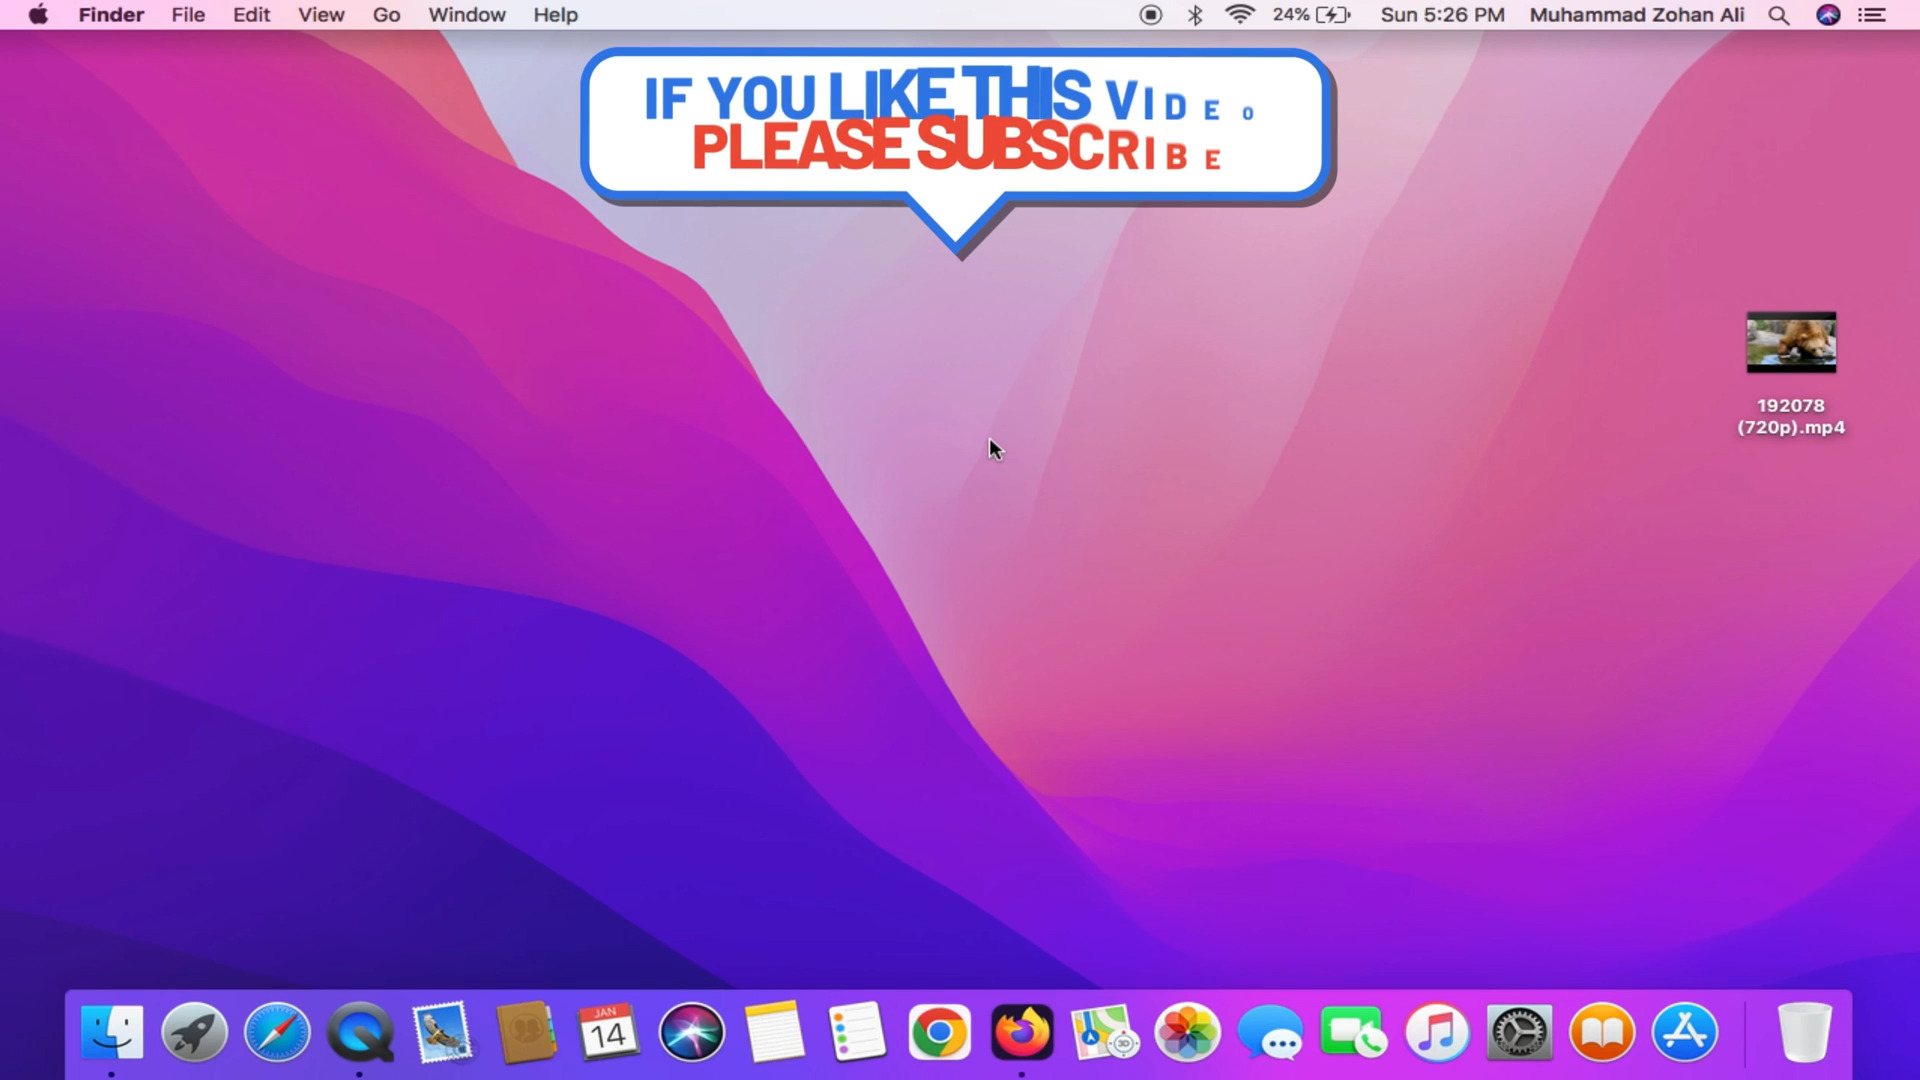 Finder File Edit View Go Window Help 24% Sun 5:26 PM Muhammad Zohan Ali
IF YOU LIKE THIS VIDEO
PLEASE SUBSCRIBE
192078
(720p).mp4
JAN
14
3D